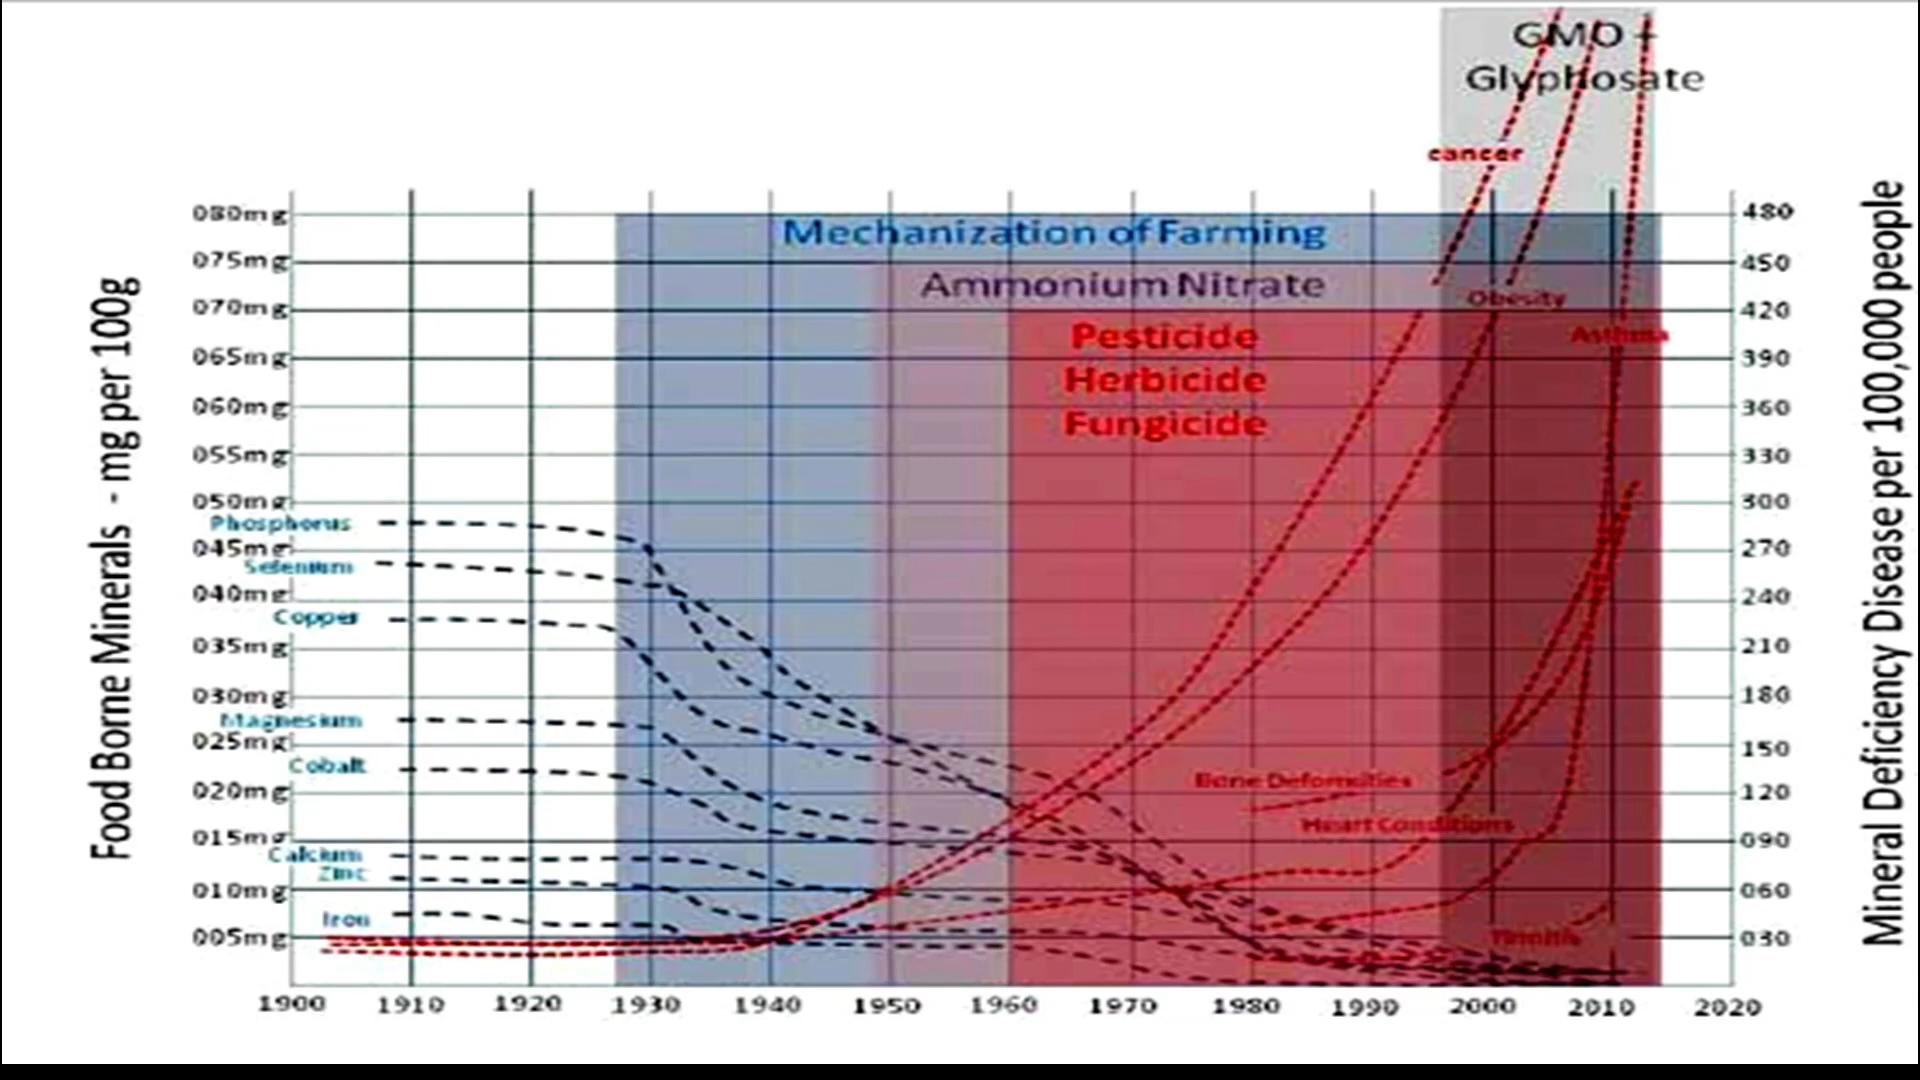 GMO +
Glyphosate
cancer
Mechanization of Farming
Ammonium Nitrate
Pesticide
Herbicide
Fungicide
Obesity
Asthma
Bone Deformities
Heart Conditions
Tinnitis
Food Borne Minerals - mg per 100g
080mg
075mg
070mg
065mg
060mg
055mg
050mg
Phosphorus
045mg
Selenium
040mg
Copper
035mg
030mg
Magnesium
025mg
Cobalt
020mg
015mg
Calcium
Zinc
010mg
Iron
005mg
Mineral Deficiency Disease per 100,000 people
480
450
420
390
360
330
300
270
240
210
180
150
120
090
060
030
1900 1910 1920 1930 1940 1950 1960 1970 1980 1990 2000 2010 2020